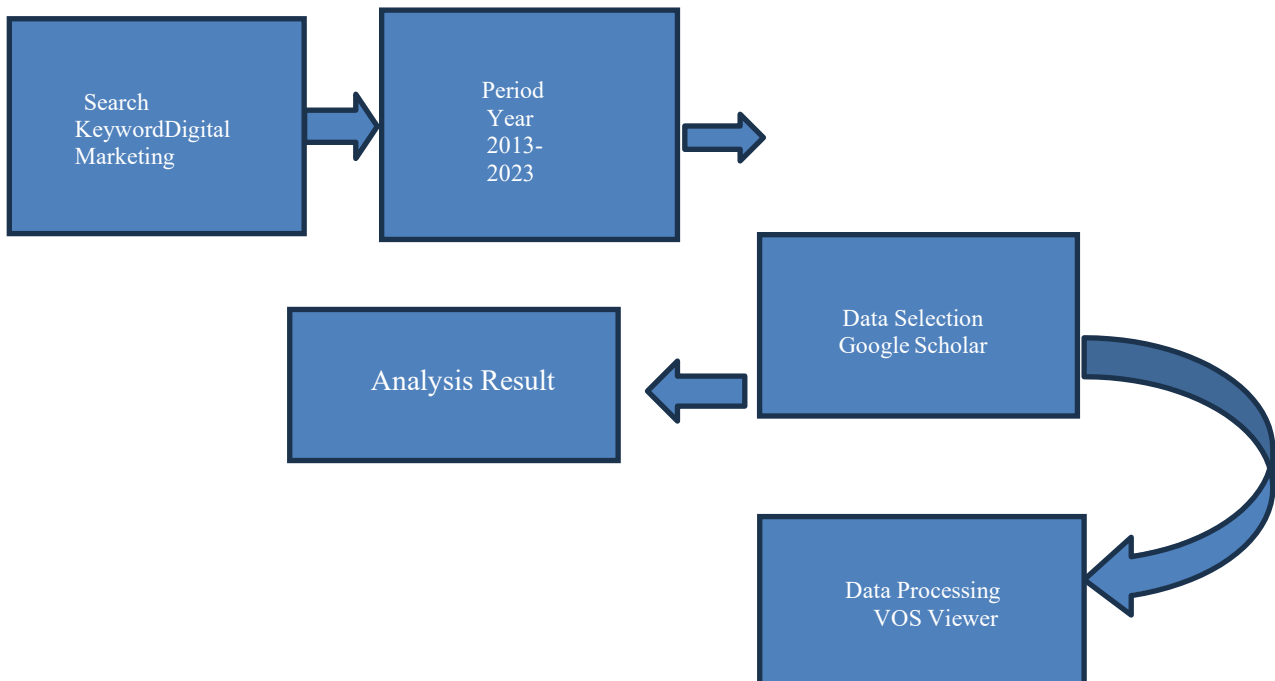 Search
KeywordDigital
Marketing
Period
Year
2013-
2023
Data Selection
Google Scholar
Analysis Result
Data Processing
VOS Viewer